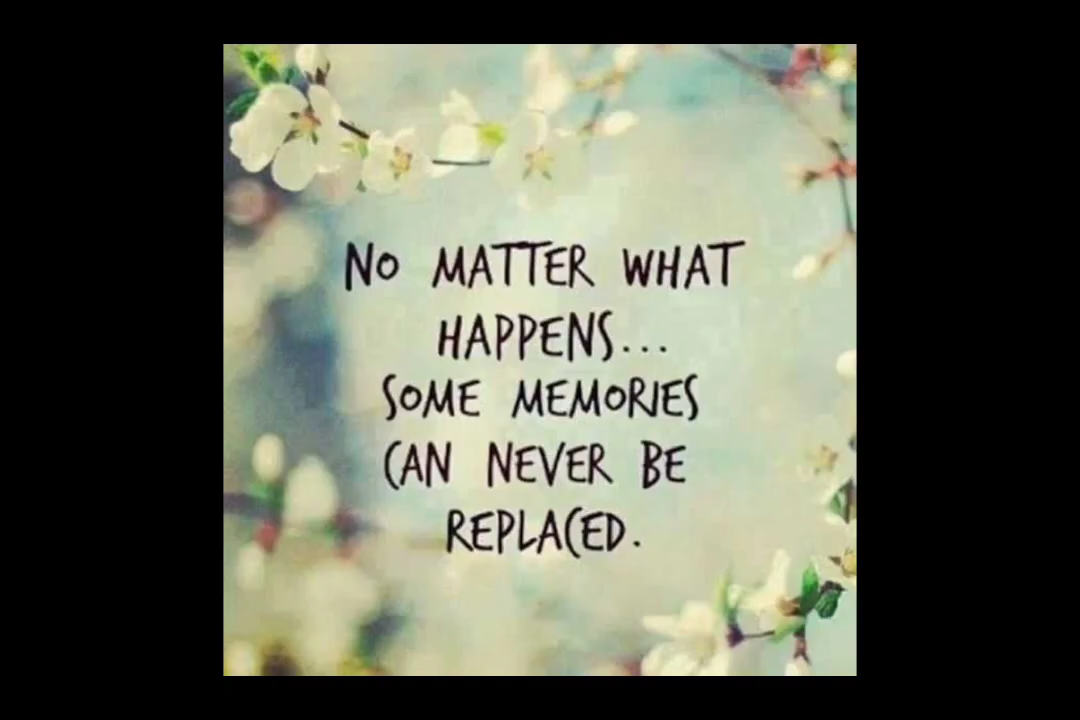 NO MATTER WHAT
HAPPENS...
SOME MEMORIES
CAN NEVER BE
REPLACED.